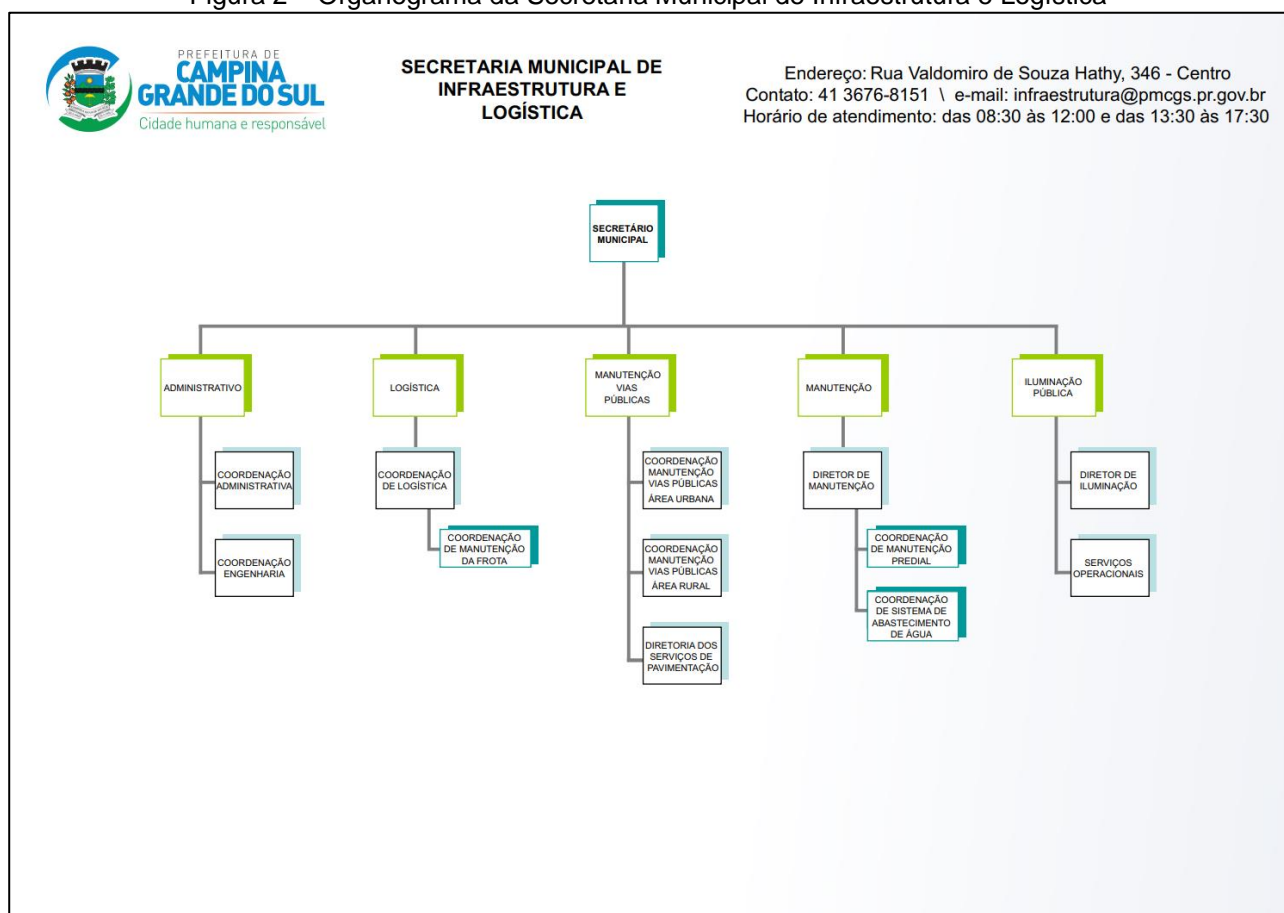 Figura 2 – Organograma da Secretaria Municipal de Infraestrutura e Logística
PREFEITURA DE
CAMPINA
GRANDE DO SUL
Cidade humana e responsável
SECRETARIA MUNICIPAL DE
INFRAESTRUTURA E
LOGÍSTICA
Endereço: Rua Valdomiro de Souza Hathy, 346 - Centro
Contato: 41 3676-8151 \ e-mail: infraestrutura@pmcgs.pr.gov.br
Horário de atendimento: das 08:30 às 12:00 e das 13:30 às 17:30
SECRETÁRIO
MUNICIPAL
ADMINISTRATIVO
LOGÍSTICA
MANUTENÇÃO
VIAS
PÚBLICAS
MANUTENÇÃO
ILUMINAÇÃO
PÚBLICA
COORDENAÇÃO
ADMINISTRATIVA
COORDENAÇÃO
DE LOGÍSTICA
COORDENAÇÃO
MANUTENÇÃO
VIAS PÚBLICAS
ÁREA URBANA
DIRETOR DE
MANUTENÇÃO
DIRETOR DE
ILUMINAÇÃO
COORDENAÇÃO
ENGENHARIA
COORDENAÇÃO
DE MANUTENÇÃO
DA FROTA
COORDENAÇÃO
MANUTENÇÃO
VIAS PÚBLICAS
ÁREA RURAL
COORDENAÇÃO
DE MANUTENÇÃO
PREDIAL
SERVIÇOS
OPERACIONAIS
COORDENAÇÃO
DE SISTEMA DE
ABASTECIMENTO
DE ÁGUA
DIRETORIA DOS
SERVIÇOS DE
PAVIMENTAÇÃO